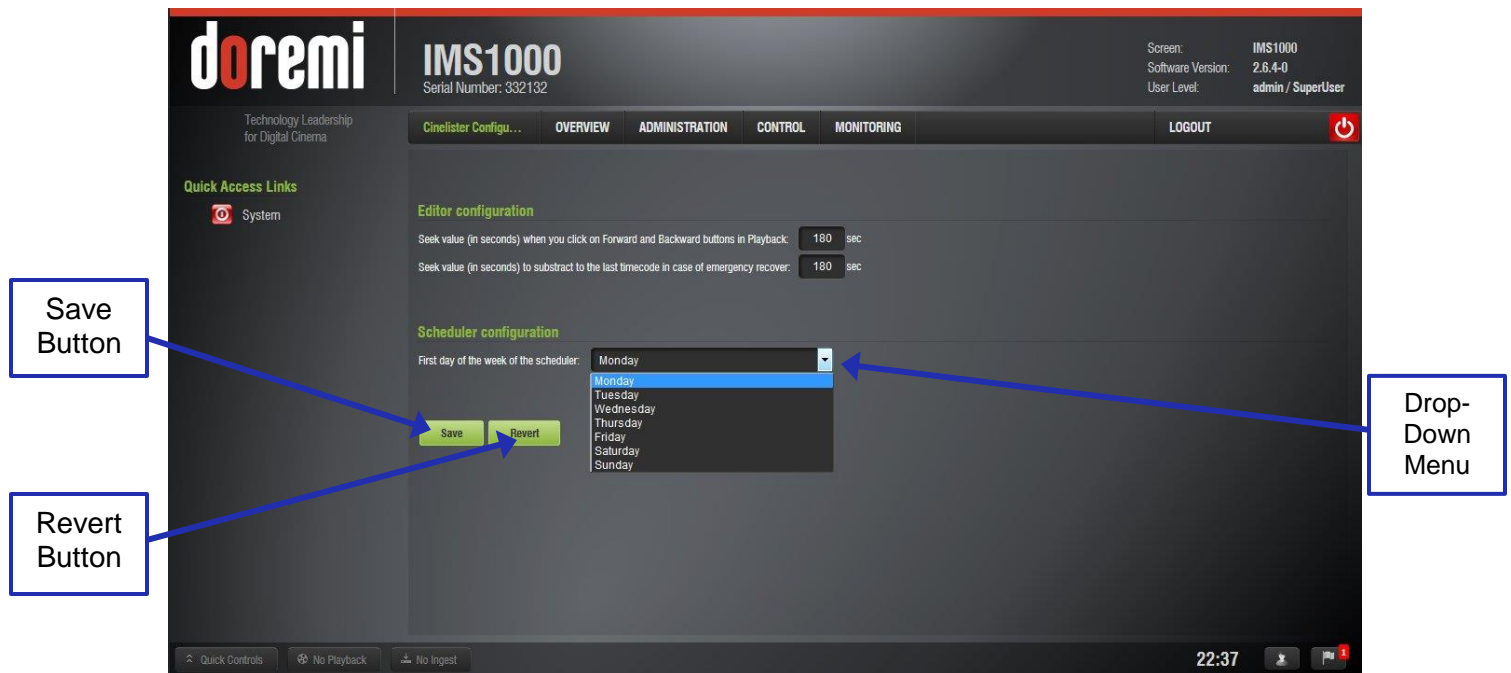 doremi
Technology Leadership
for Digital Cinema
IMS1000
Serial Number: 332132
Screen: IMS1000
Software Version: 2.6.4-0
User Level: admin / SuperUser
Cinelister Configu... OVERVIEW ADMINISTRATION CONTROL MONITORING LOGOUT
Quick Access Links
System
Editor configuration
Seek value (in seconds) when you click on Forward and Backward buttons in Playback: 180 sec
Seek value (in seconds) to substract to the last timecode in case of emergency recover: 180 sec
Scheduler configuration
First day of the week of the scheduler: Monday
Monday
Tuesday
Wednesday
Thursday
Friday
Saturday
Sunday
Save Revert
Save
Button
Revert
Button
Drop-
Down
Menu
Quick Controls No Playback No Ingest 22:37 1